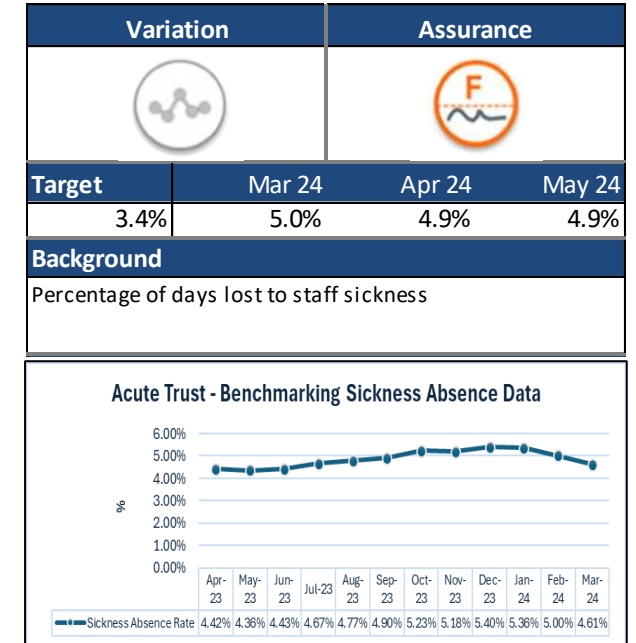 Variation Assurance
F
Target Mar 24 Apr 24 May 24
3.4% 5.0% 4.9% 4.9%
Background
Percentage of days lost to staff sickness
Acute Trust - Benchmarking Sickness Absence Data
6.00%
5.00%
4.00%
3.00%
2.00%
1.00%
0.00%
%
Apr- May- Jun- Jul-23 Aug- Sep- Oct- Nov- Dec- Jan- Feb- Mar-
23 23 23 23 23 23 23 23 24 24 24
Sickness Absence Rate 4.42% 4.36% 4.43% 4.67% 4.77% 4.90% 5.23% 5.18% 5.40% 5.36% 5.00% 4.61%